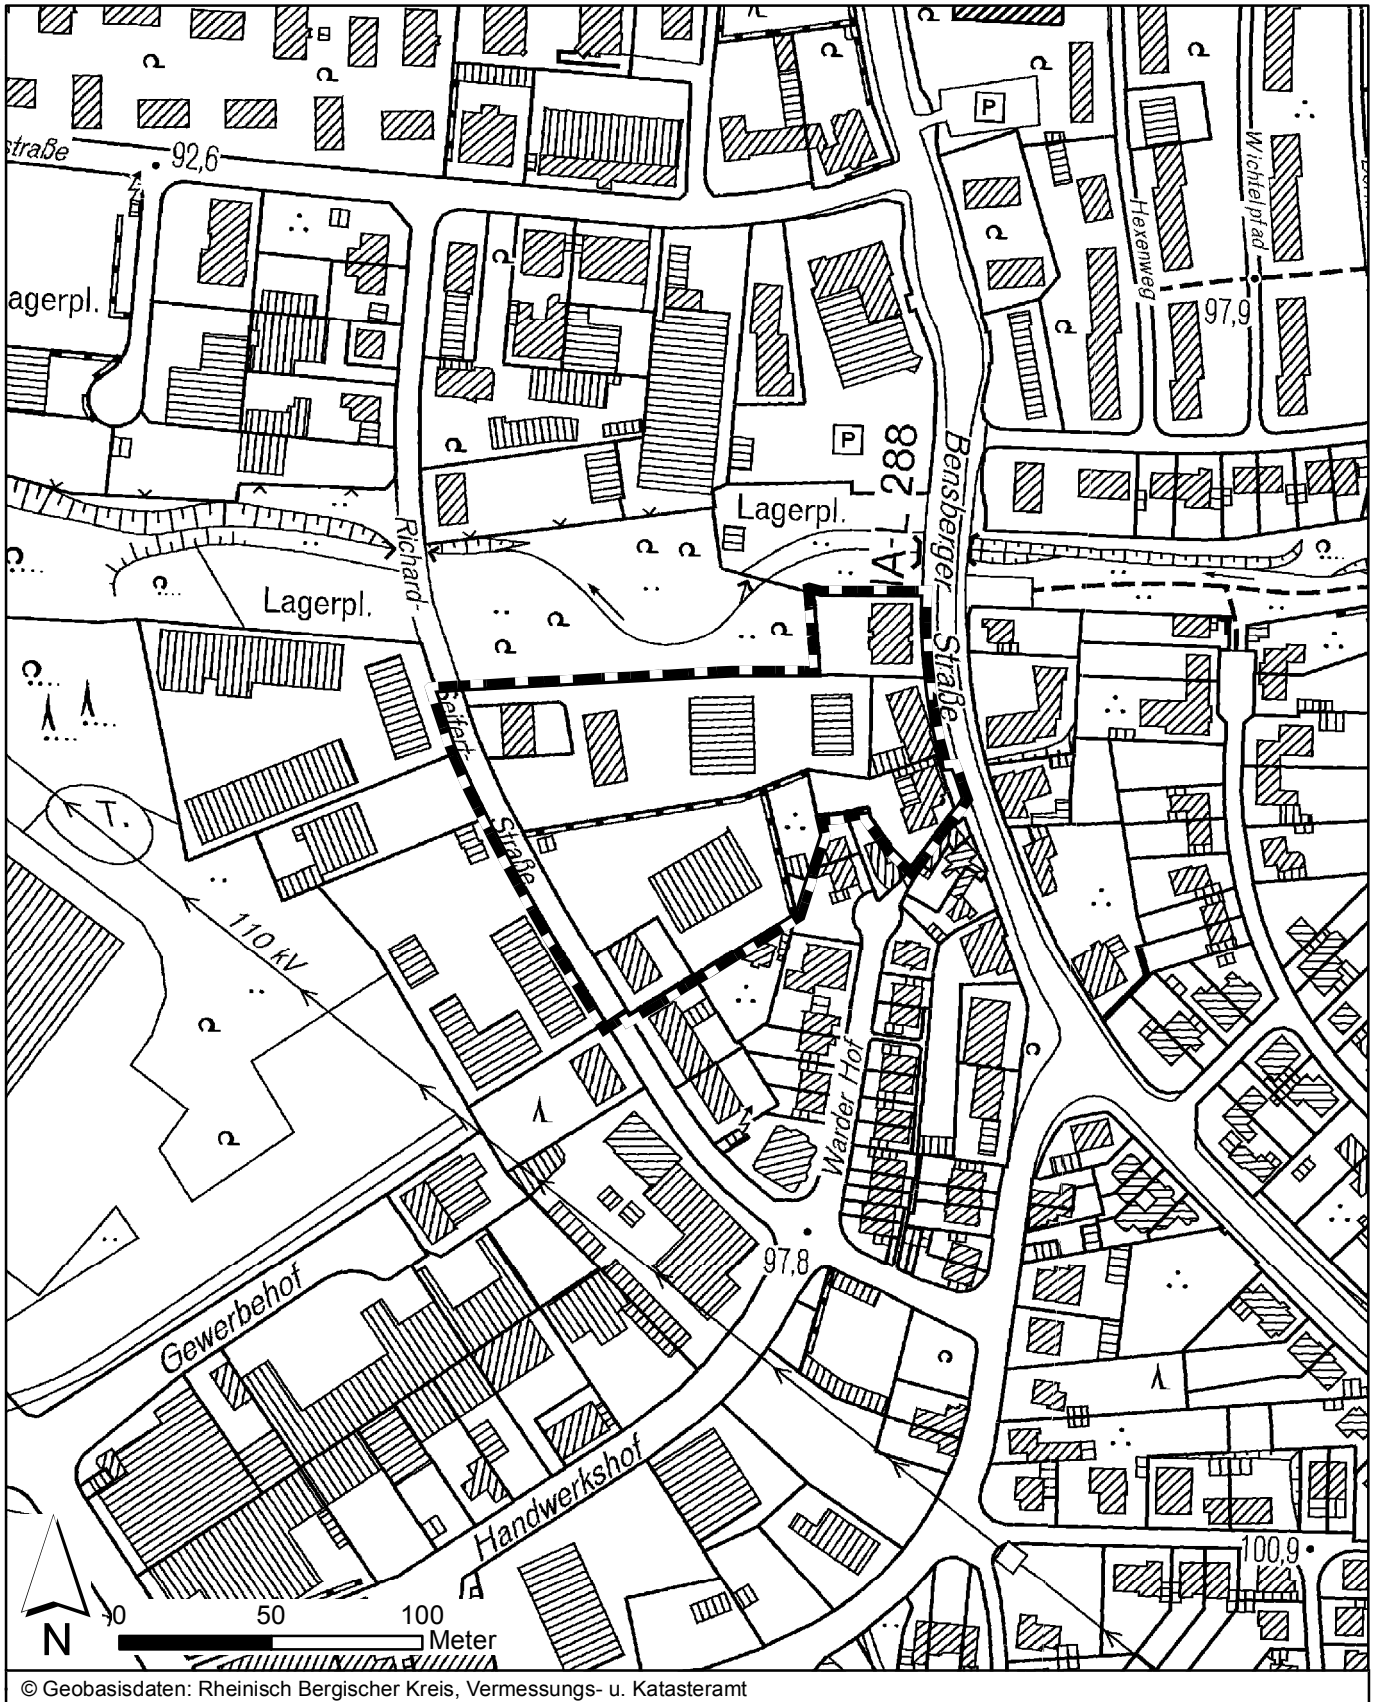 P
straße
92,6
Hexenweg
Wichtelpfad
agerpl.
97,9
P
L 288
Bensberger Straße
Lagerpl.
Richard-
Seifert-
Straße
Lagerpl.
T.
110 kV
Warder Hof
97,8
Gewerbehof
Handwerkshof
100,9
N
0 50 100
Meter
© Geobasisdaten: Rheinisch Bergischer Kreis, Vermessungs- u. Katasteramt